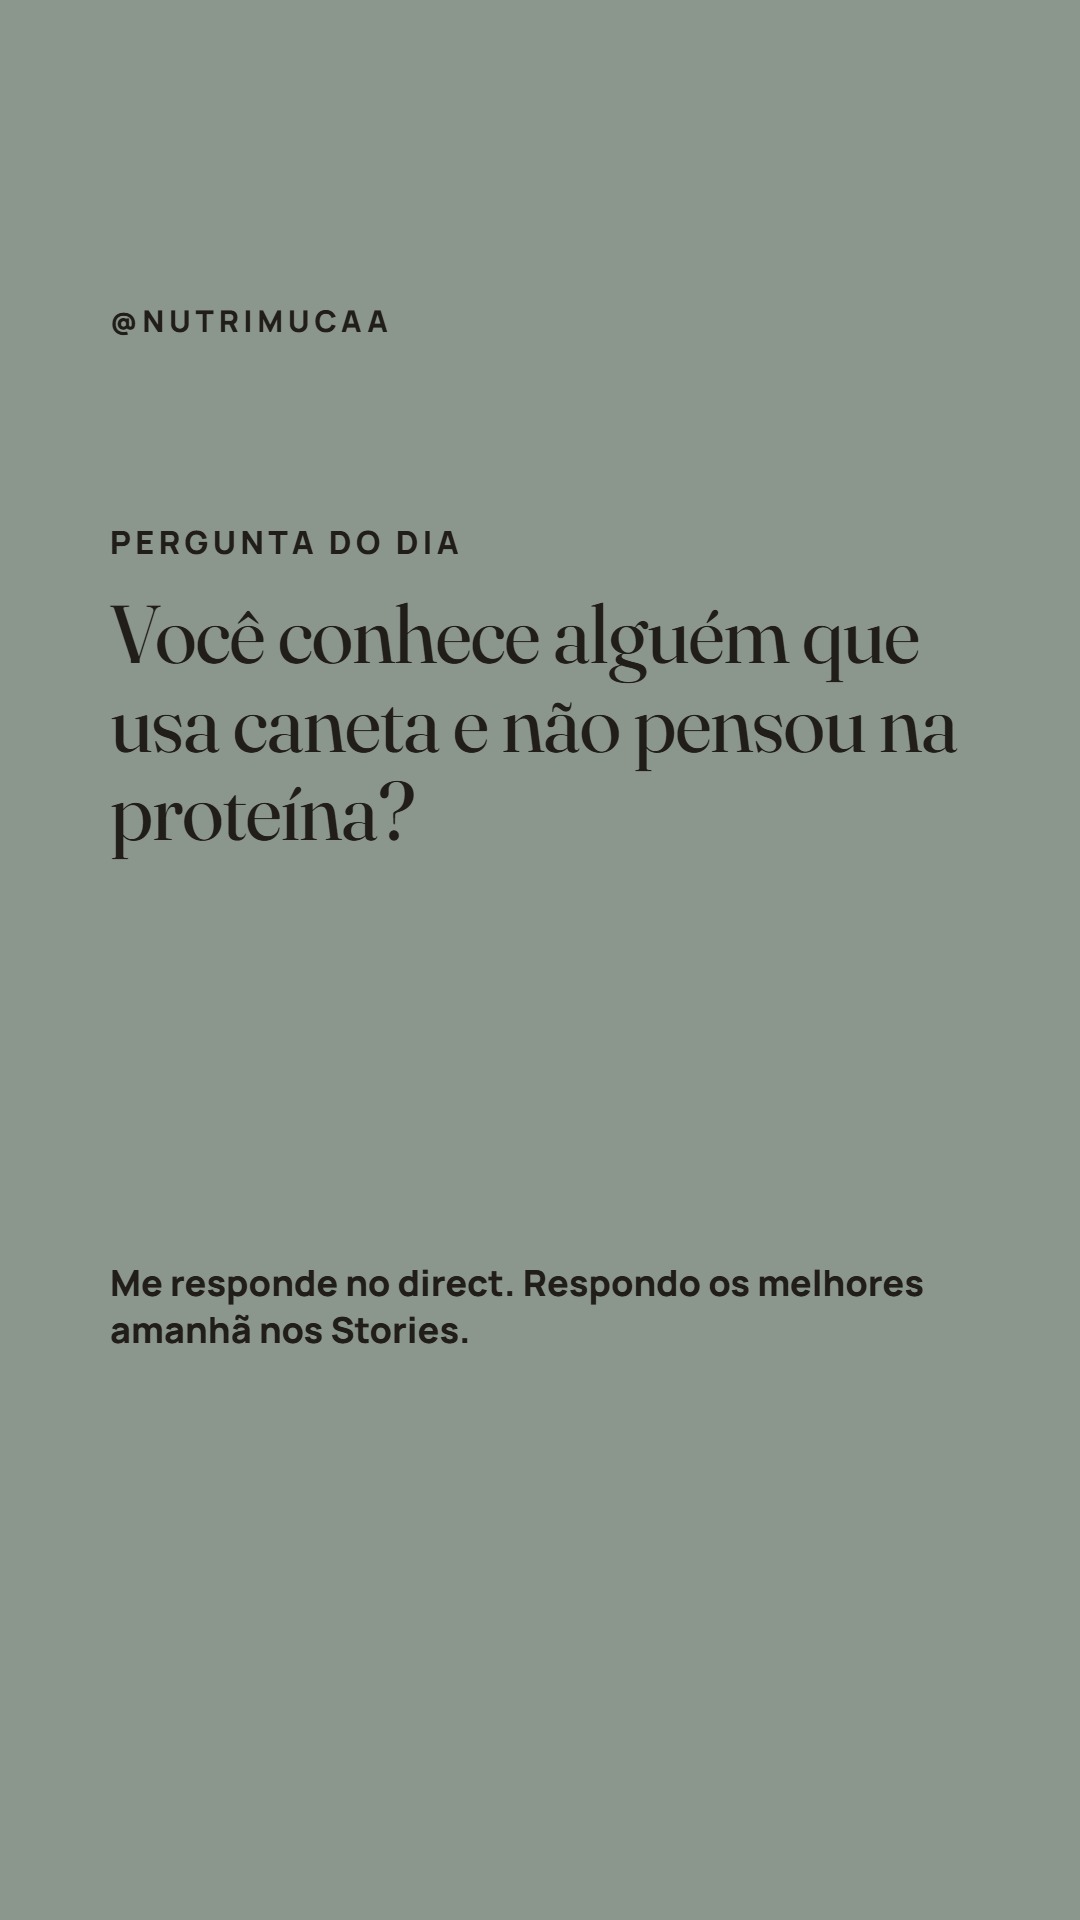 @NUTRIMUCAA
PERGUNTA DO DIA
Você conhece alguém que
usa caneta e não pensou na
proteína?
Me responde no direct. Respondo os melhores
amanhã nos Stories.